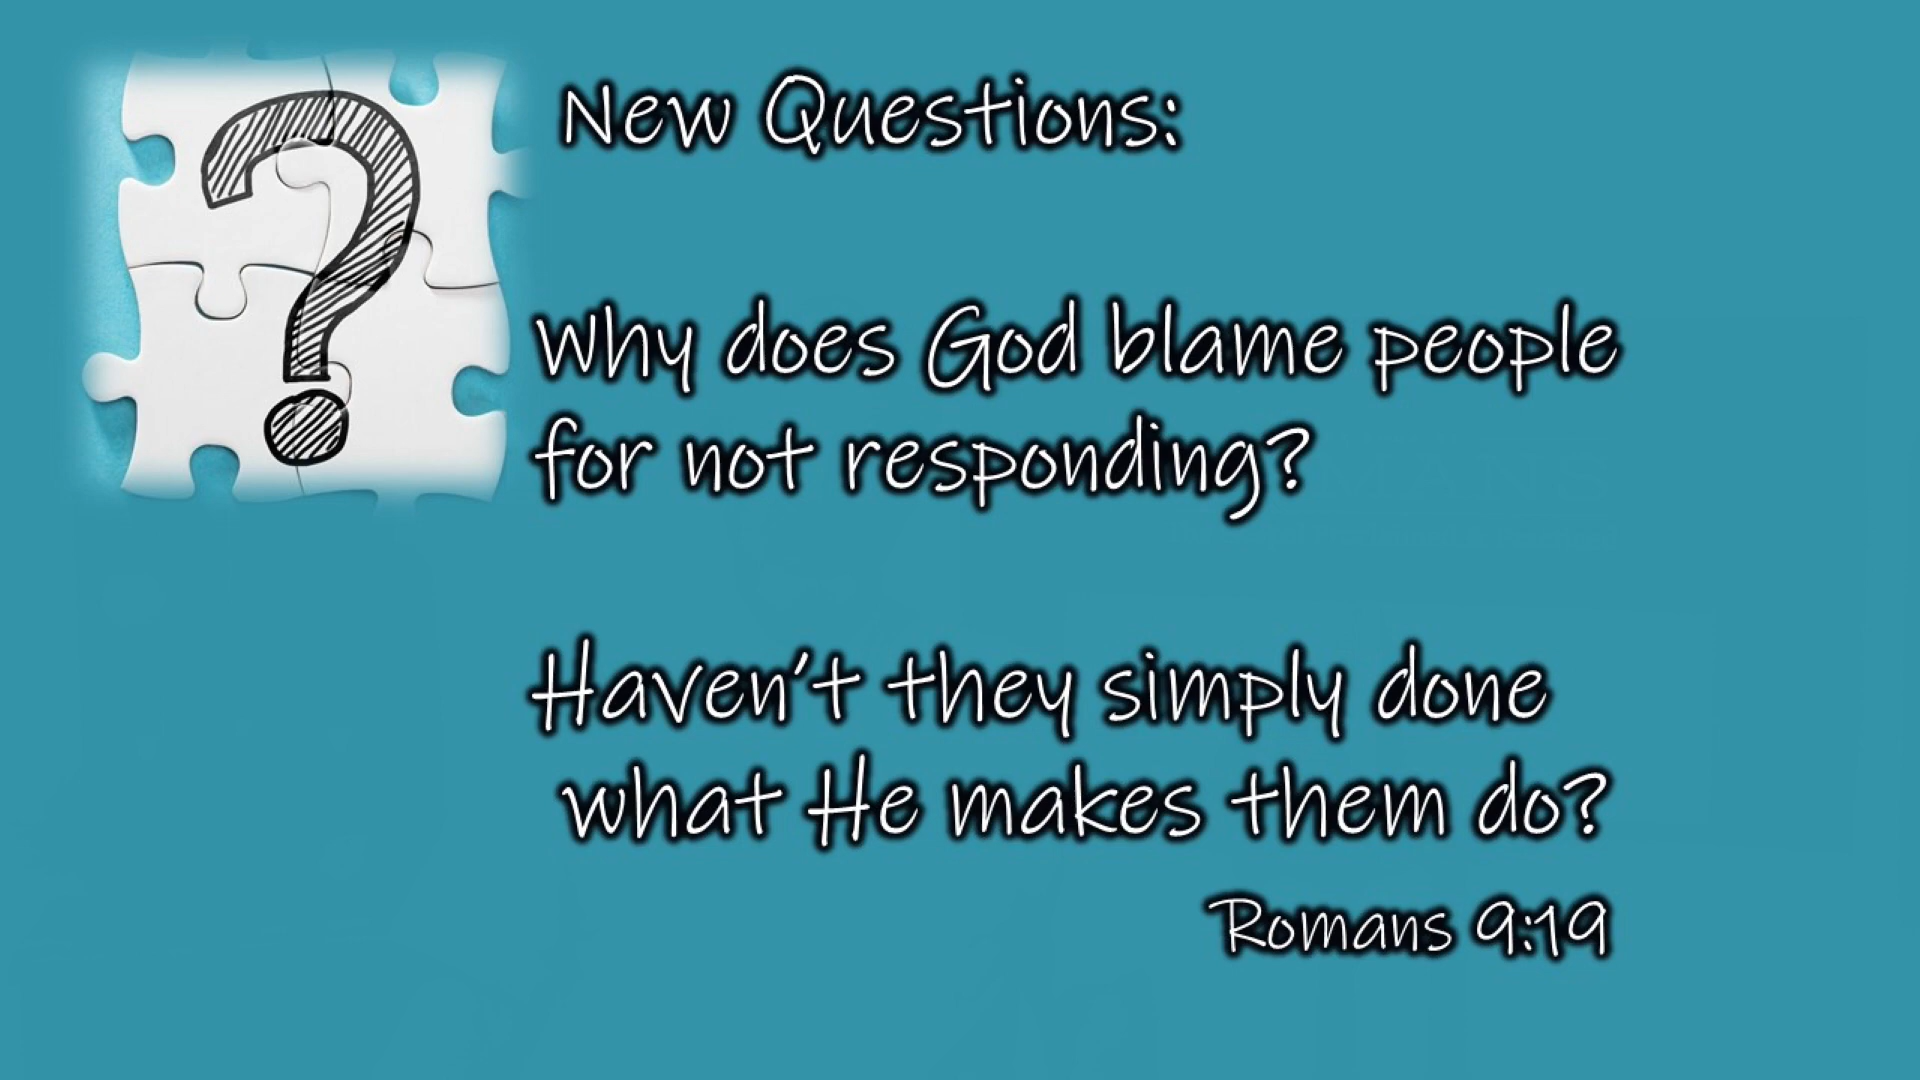 New Questions:
Why does God blame people
for not responding?
Haven't they simply done
what He makes them do?
Romans 9:19